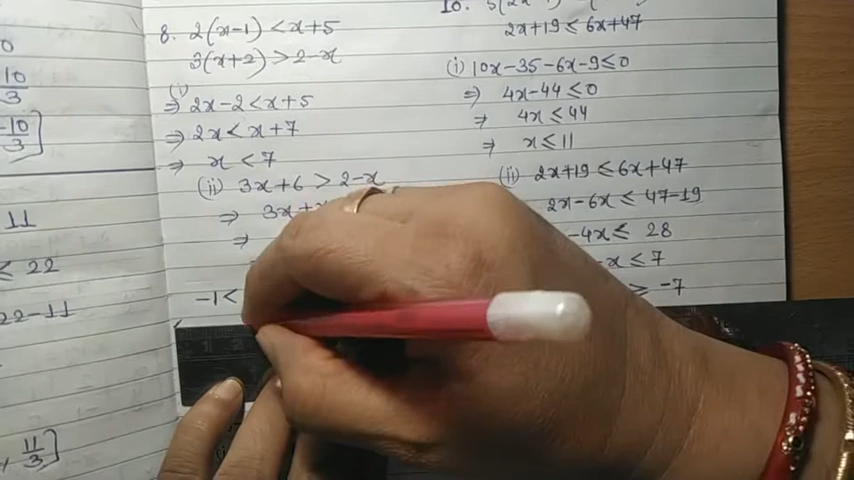 0
10
3
-10]
3
11
≤ 22
22-11
, 11]
3
8. 2(x-1) < x+5
3(x+2) > 2-x
(i)
⇒ 2x-2 < x+5
⇒ 2x < x+7
⇒ x < 7
(ii) 3x+6 > 2-x
⇒ 3x+
⇒
-1<
10.
2x+19 ≤ 6x+47
(i) 10x-35-6x-9 ≤ 0
⇒ 4x-44 ≤ 0
⇒ 4x ≤ 44
⇒ x ≤ 11
(ii) 2x+19 ≤ 6x+47
2x-6x ≤ 47-19
-4x ≤ 28
-x ≤ 7
≥ -7